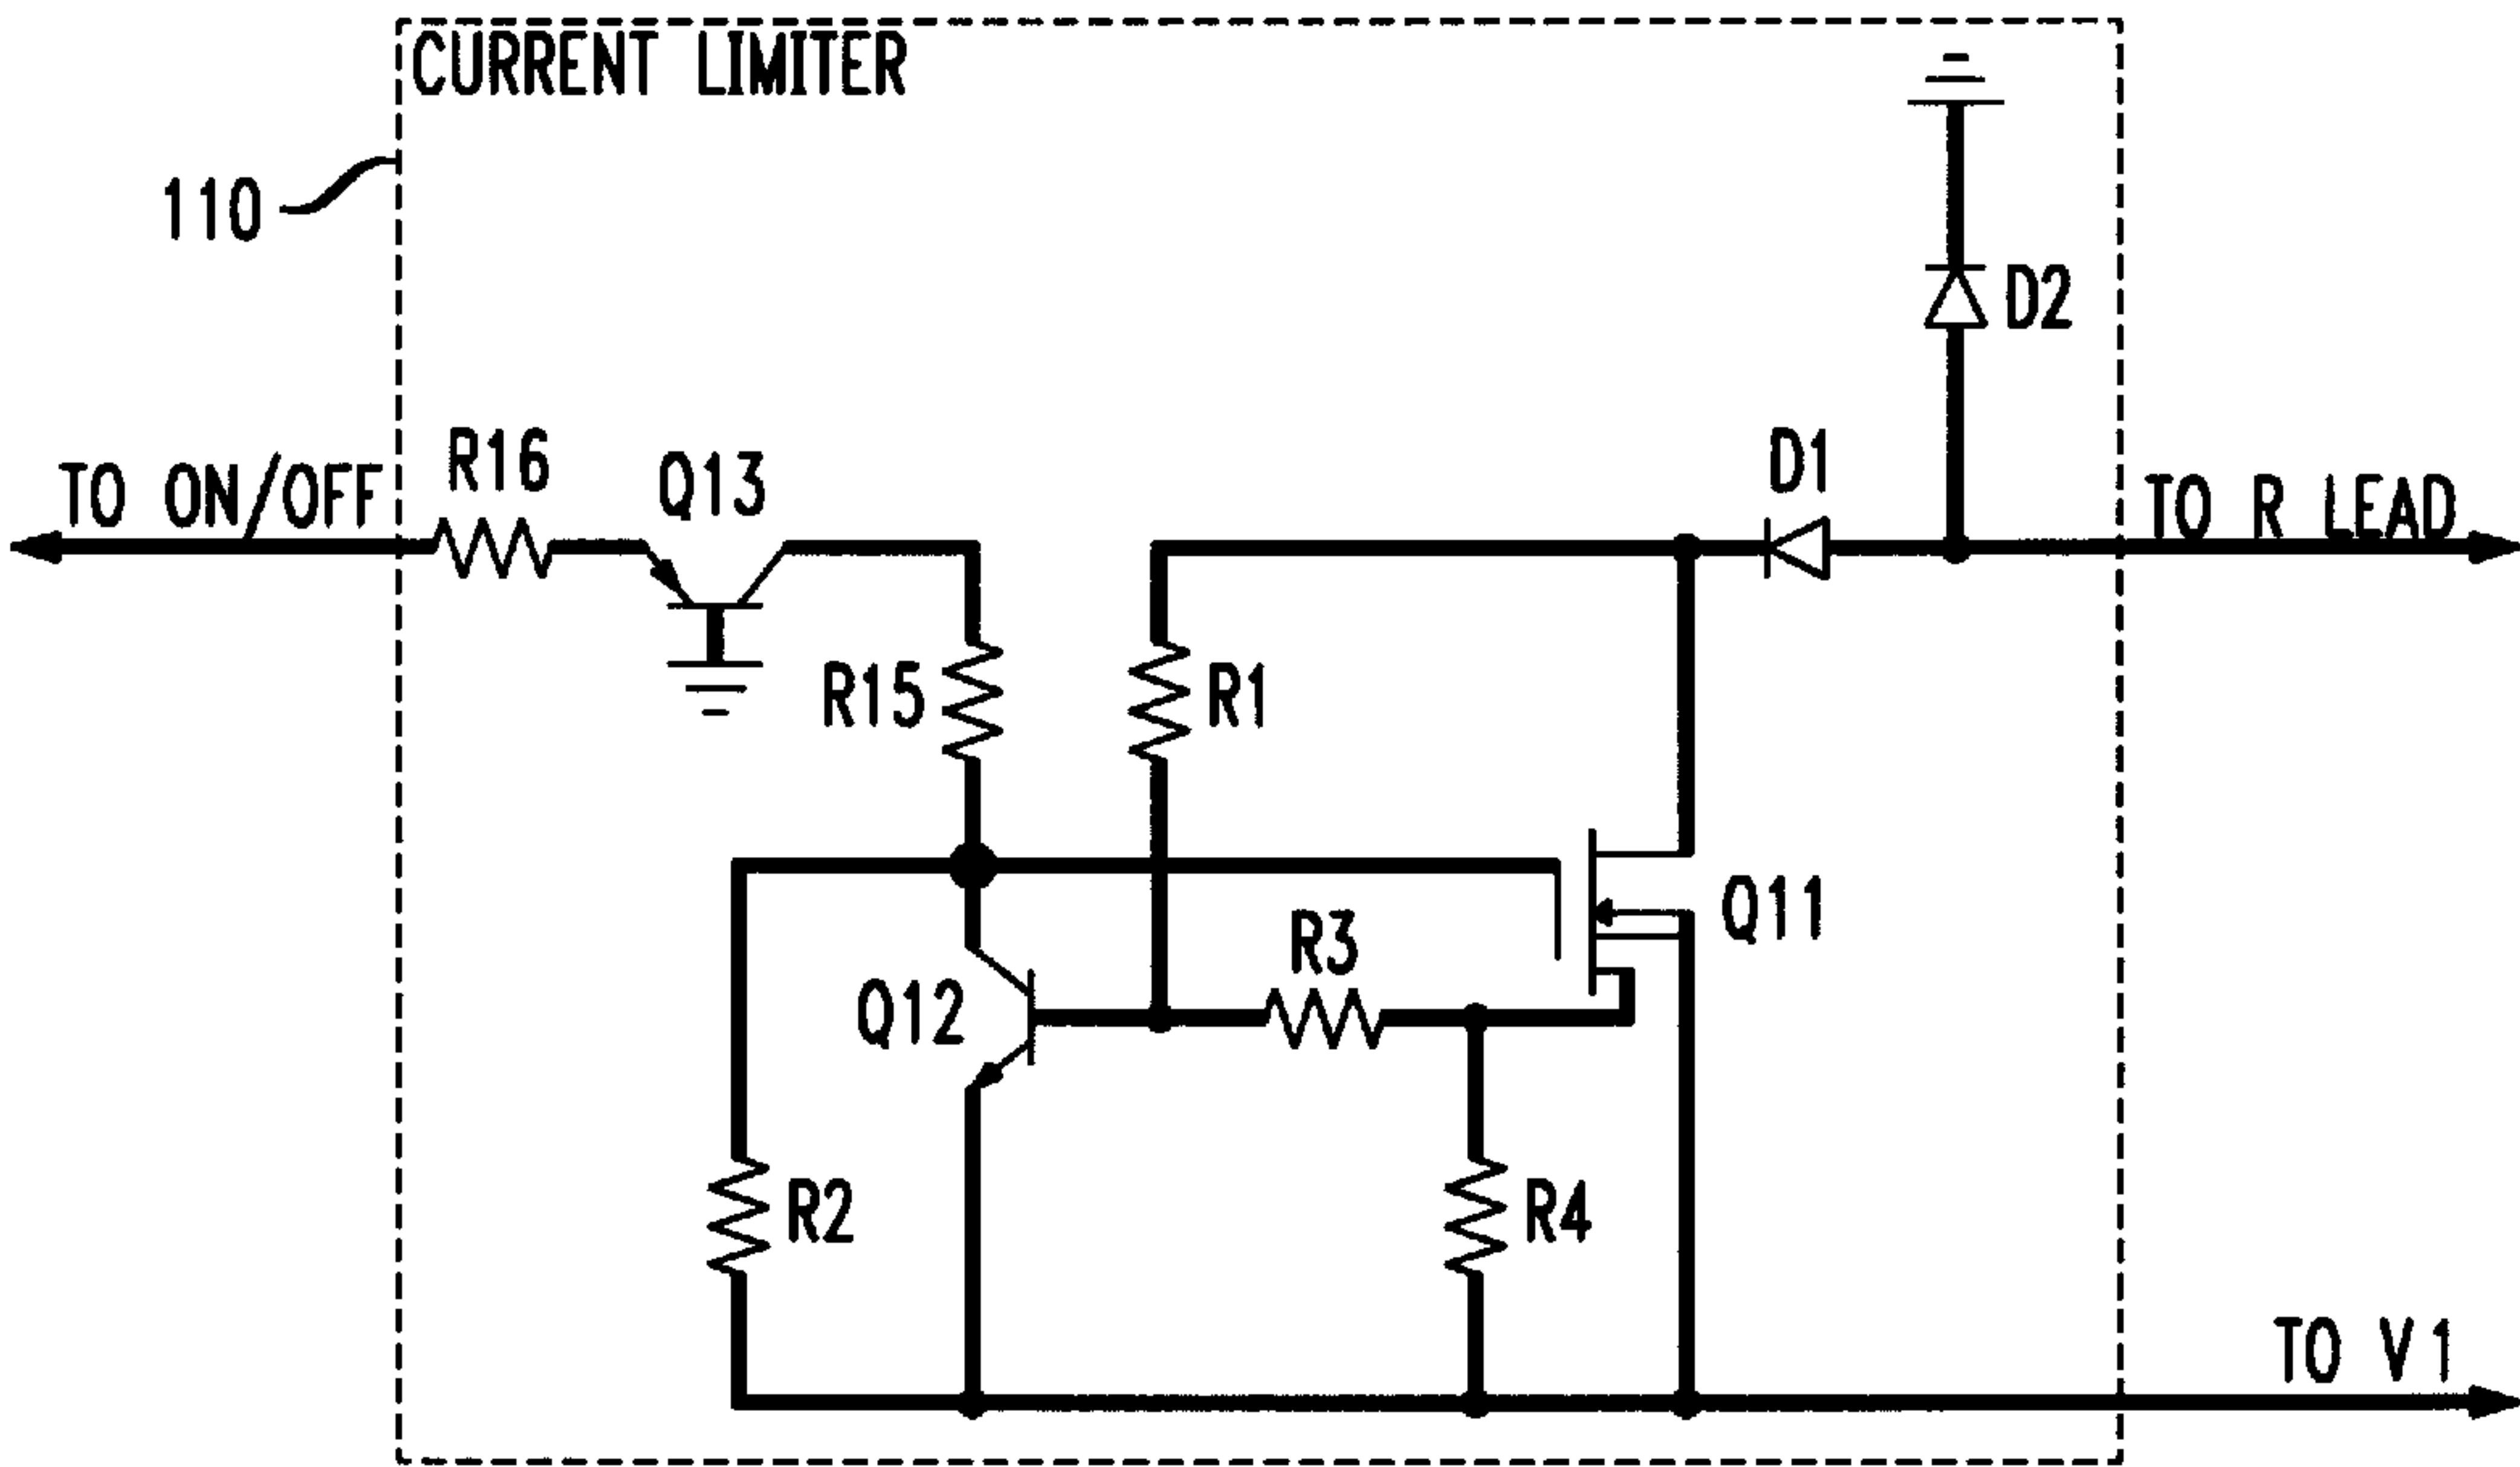 CURRENT LIMITER
110
D2
TO ON/OFF
R16
Q13
D1
TO R LEAD
R15
R1
Q11
R3
Q12
R2
R4
TO V1